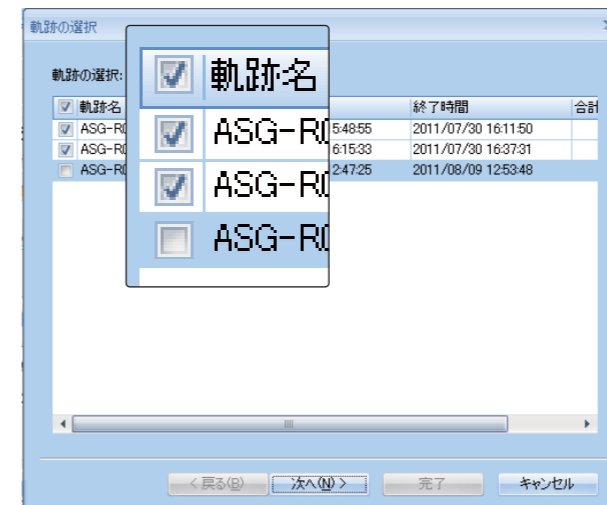 軌跡の選択
軌跡の選択:
軌跡名 終了時間 合計
ASG-R 5:48:55 2011/07/30 16:11:50
ASG-R 6:15:33 2011/07/30 16:37:31
ASG-R 2:47:25 2011/08/09 12:53:48
軌跡名
ASG-R0
ASG-R0
ASG-R0
<戻る(B) 次へ(N)> 完了 キャンセル